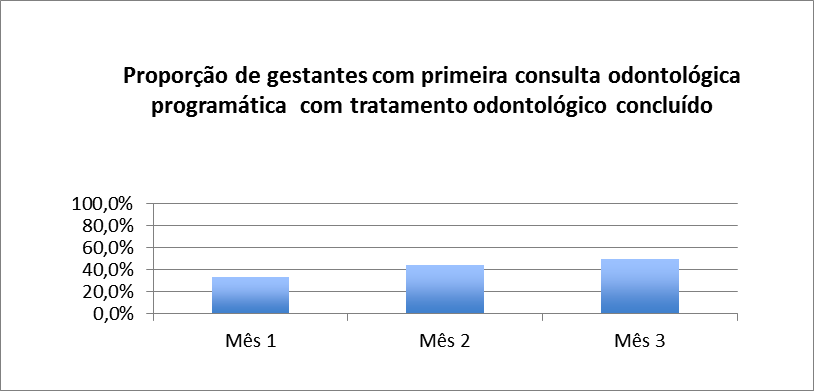 Proporção de gestantes com primeira consulta odontológica
programática com tratamento odontológico concluído
100,0%
80,0%
60,0%
40,0%
20,0%
0,0%
Mês 1 Mês 2 Mês 3